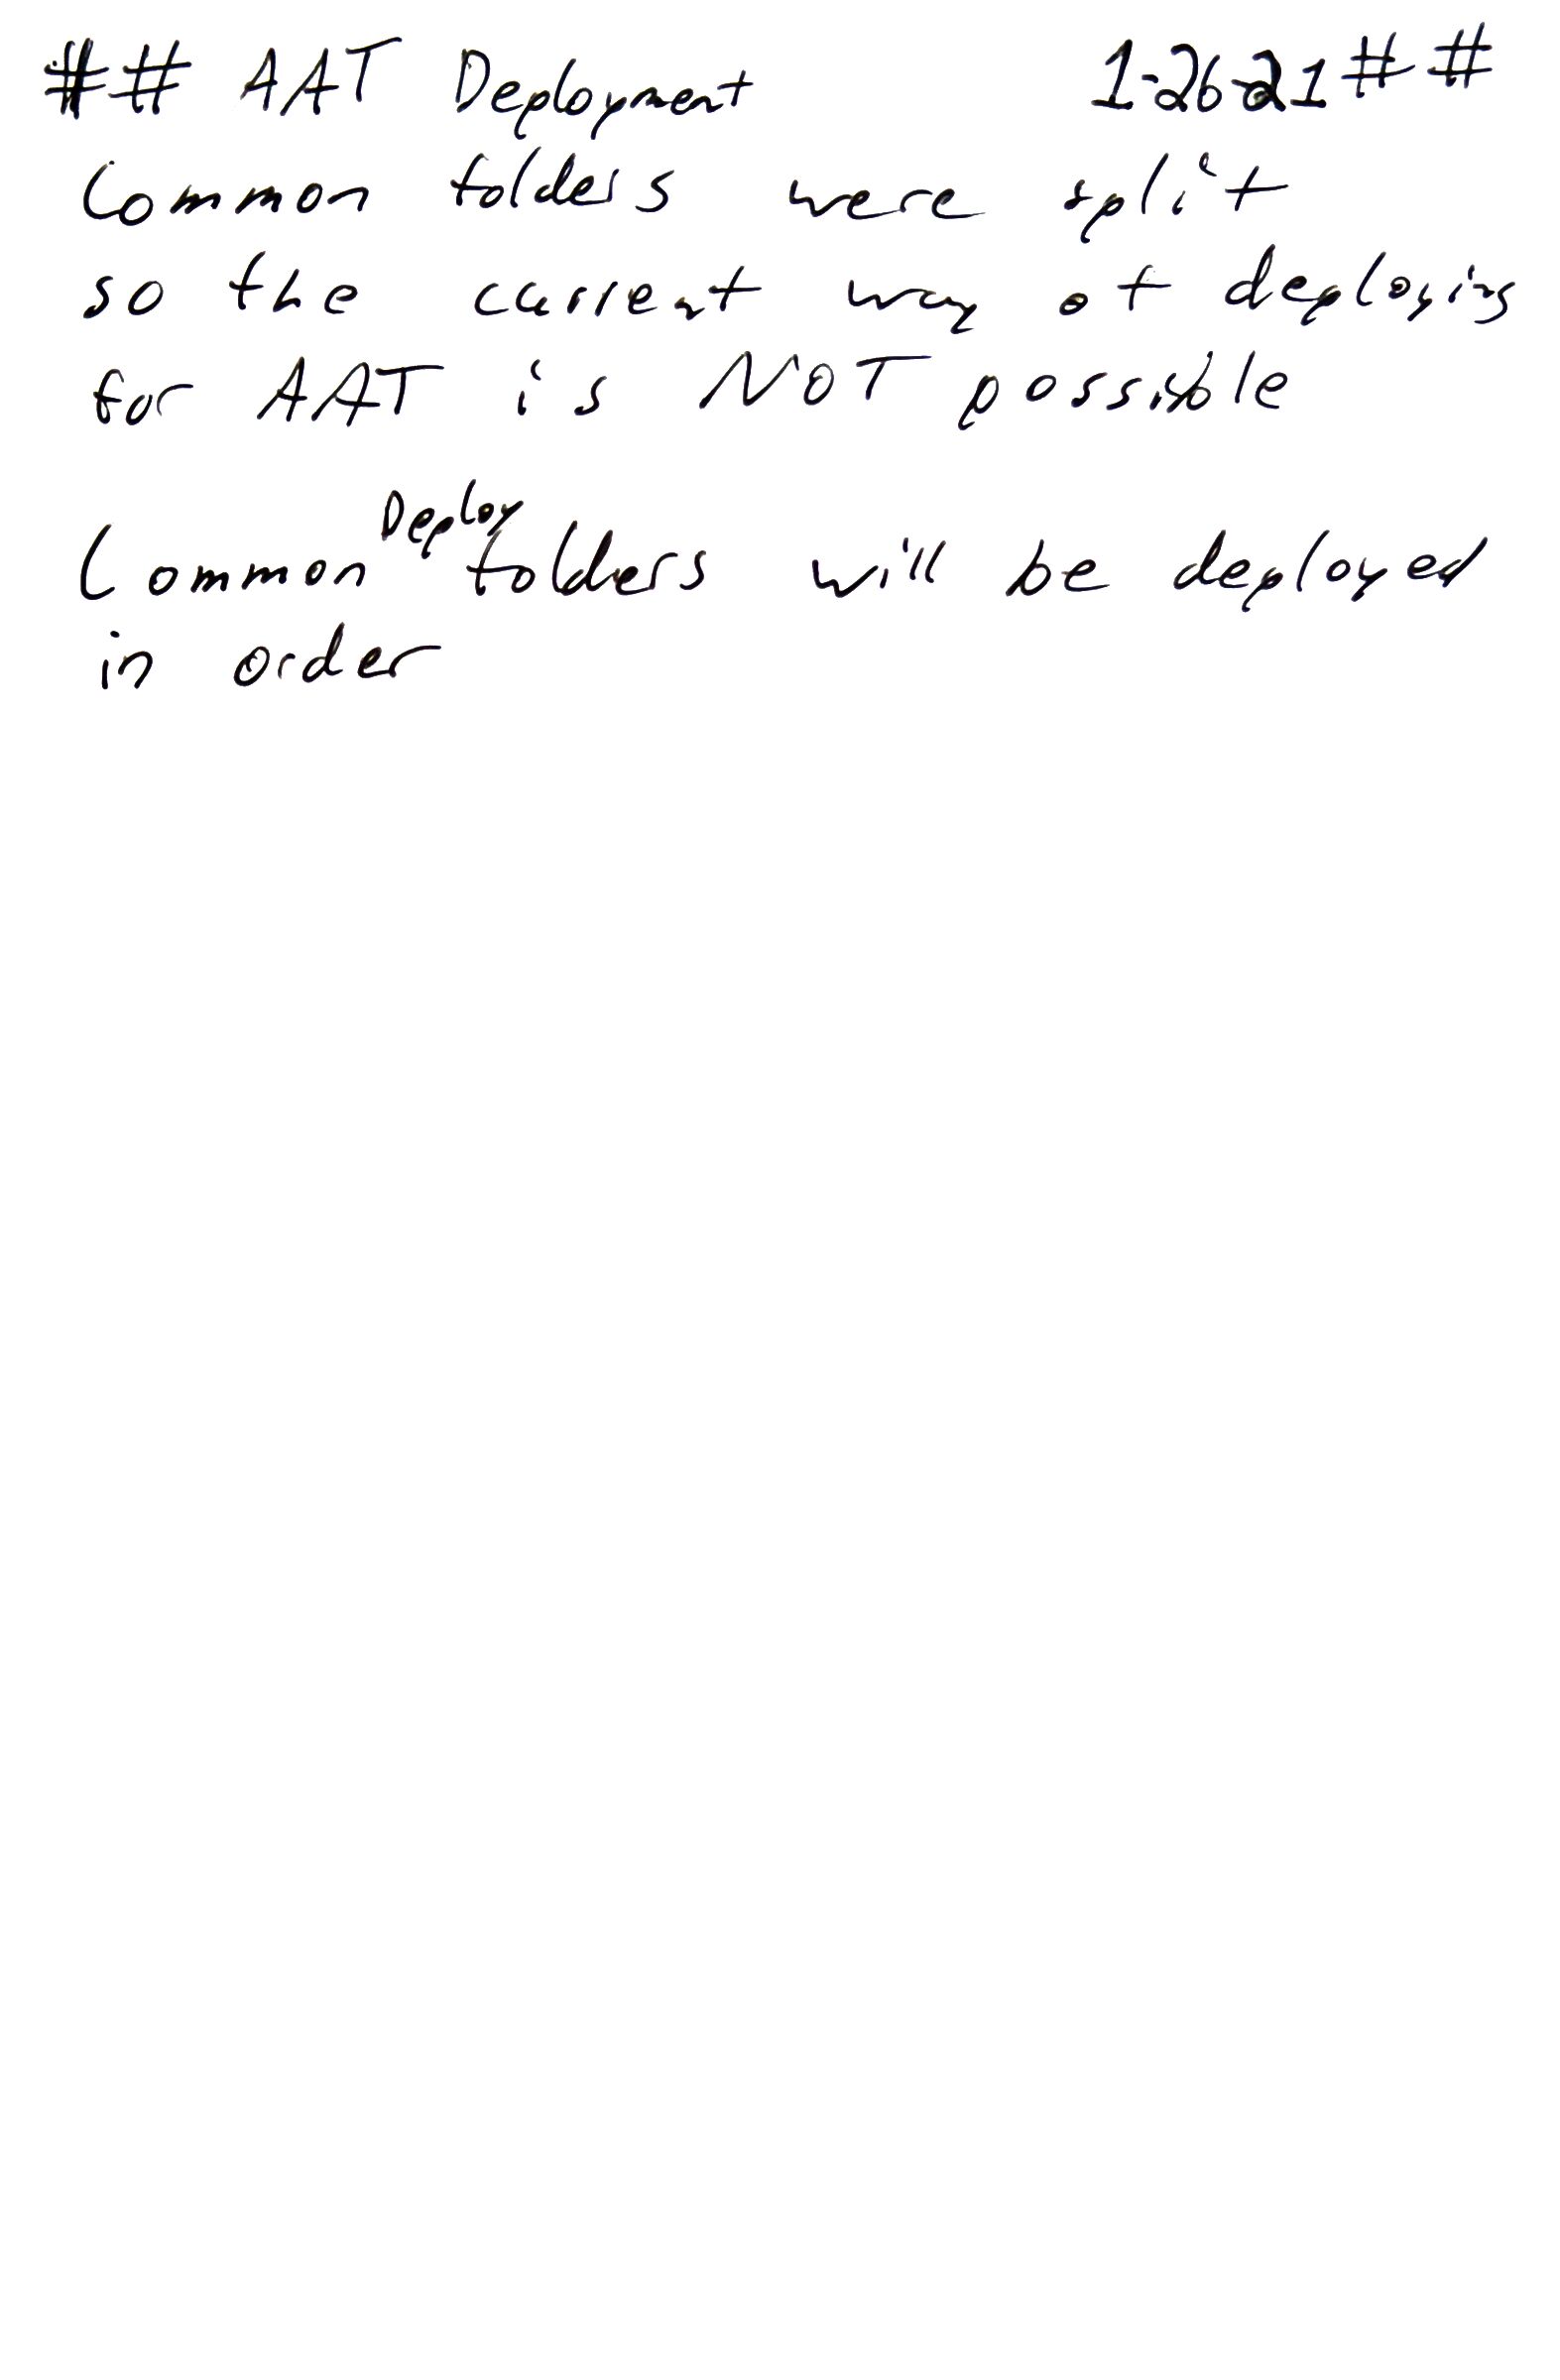 ## AAT Deployment 1-26-21 ##
Common folders were split
so the current way of deploying
for AAT is NOT possible
Common Deploy folders will be deployed
in order